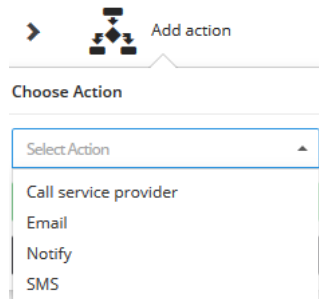 Add action
Choose Action
Select Action
Call service provider
Email
Notify
SMS